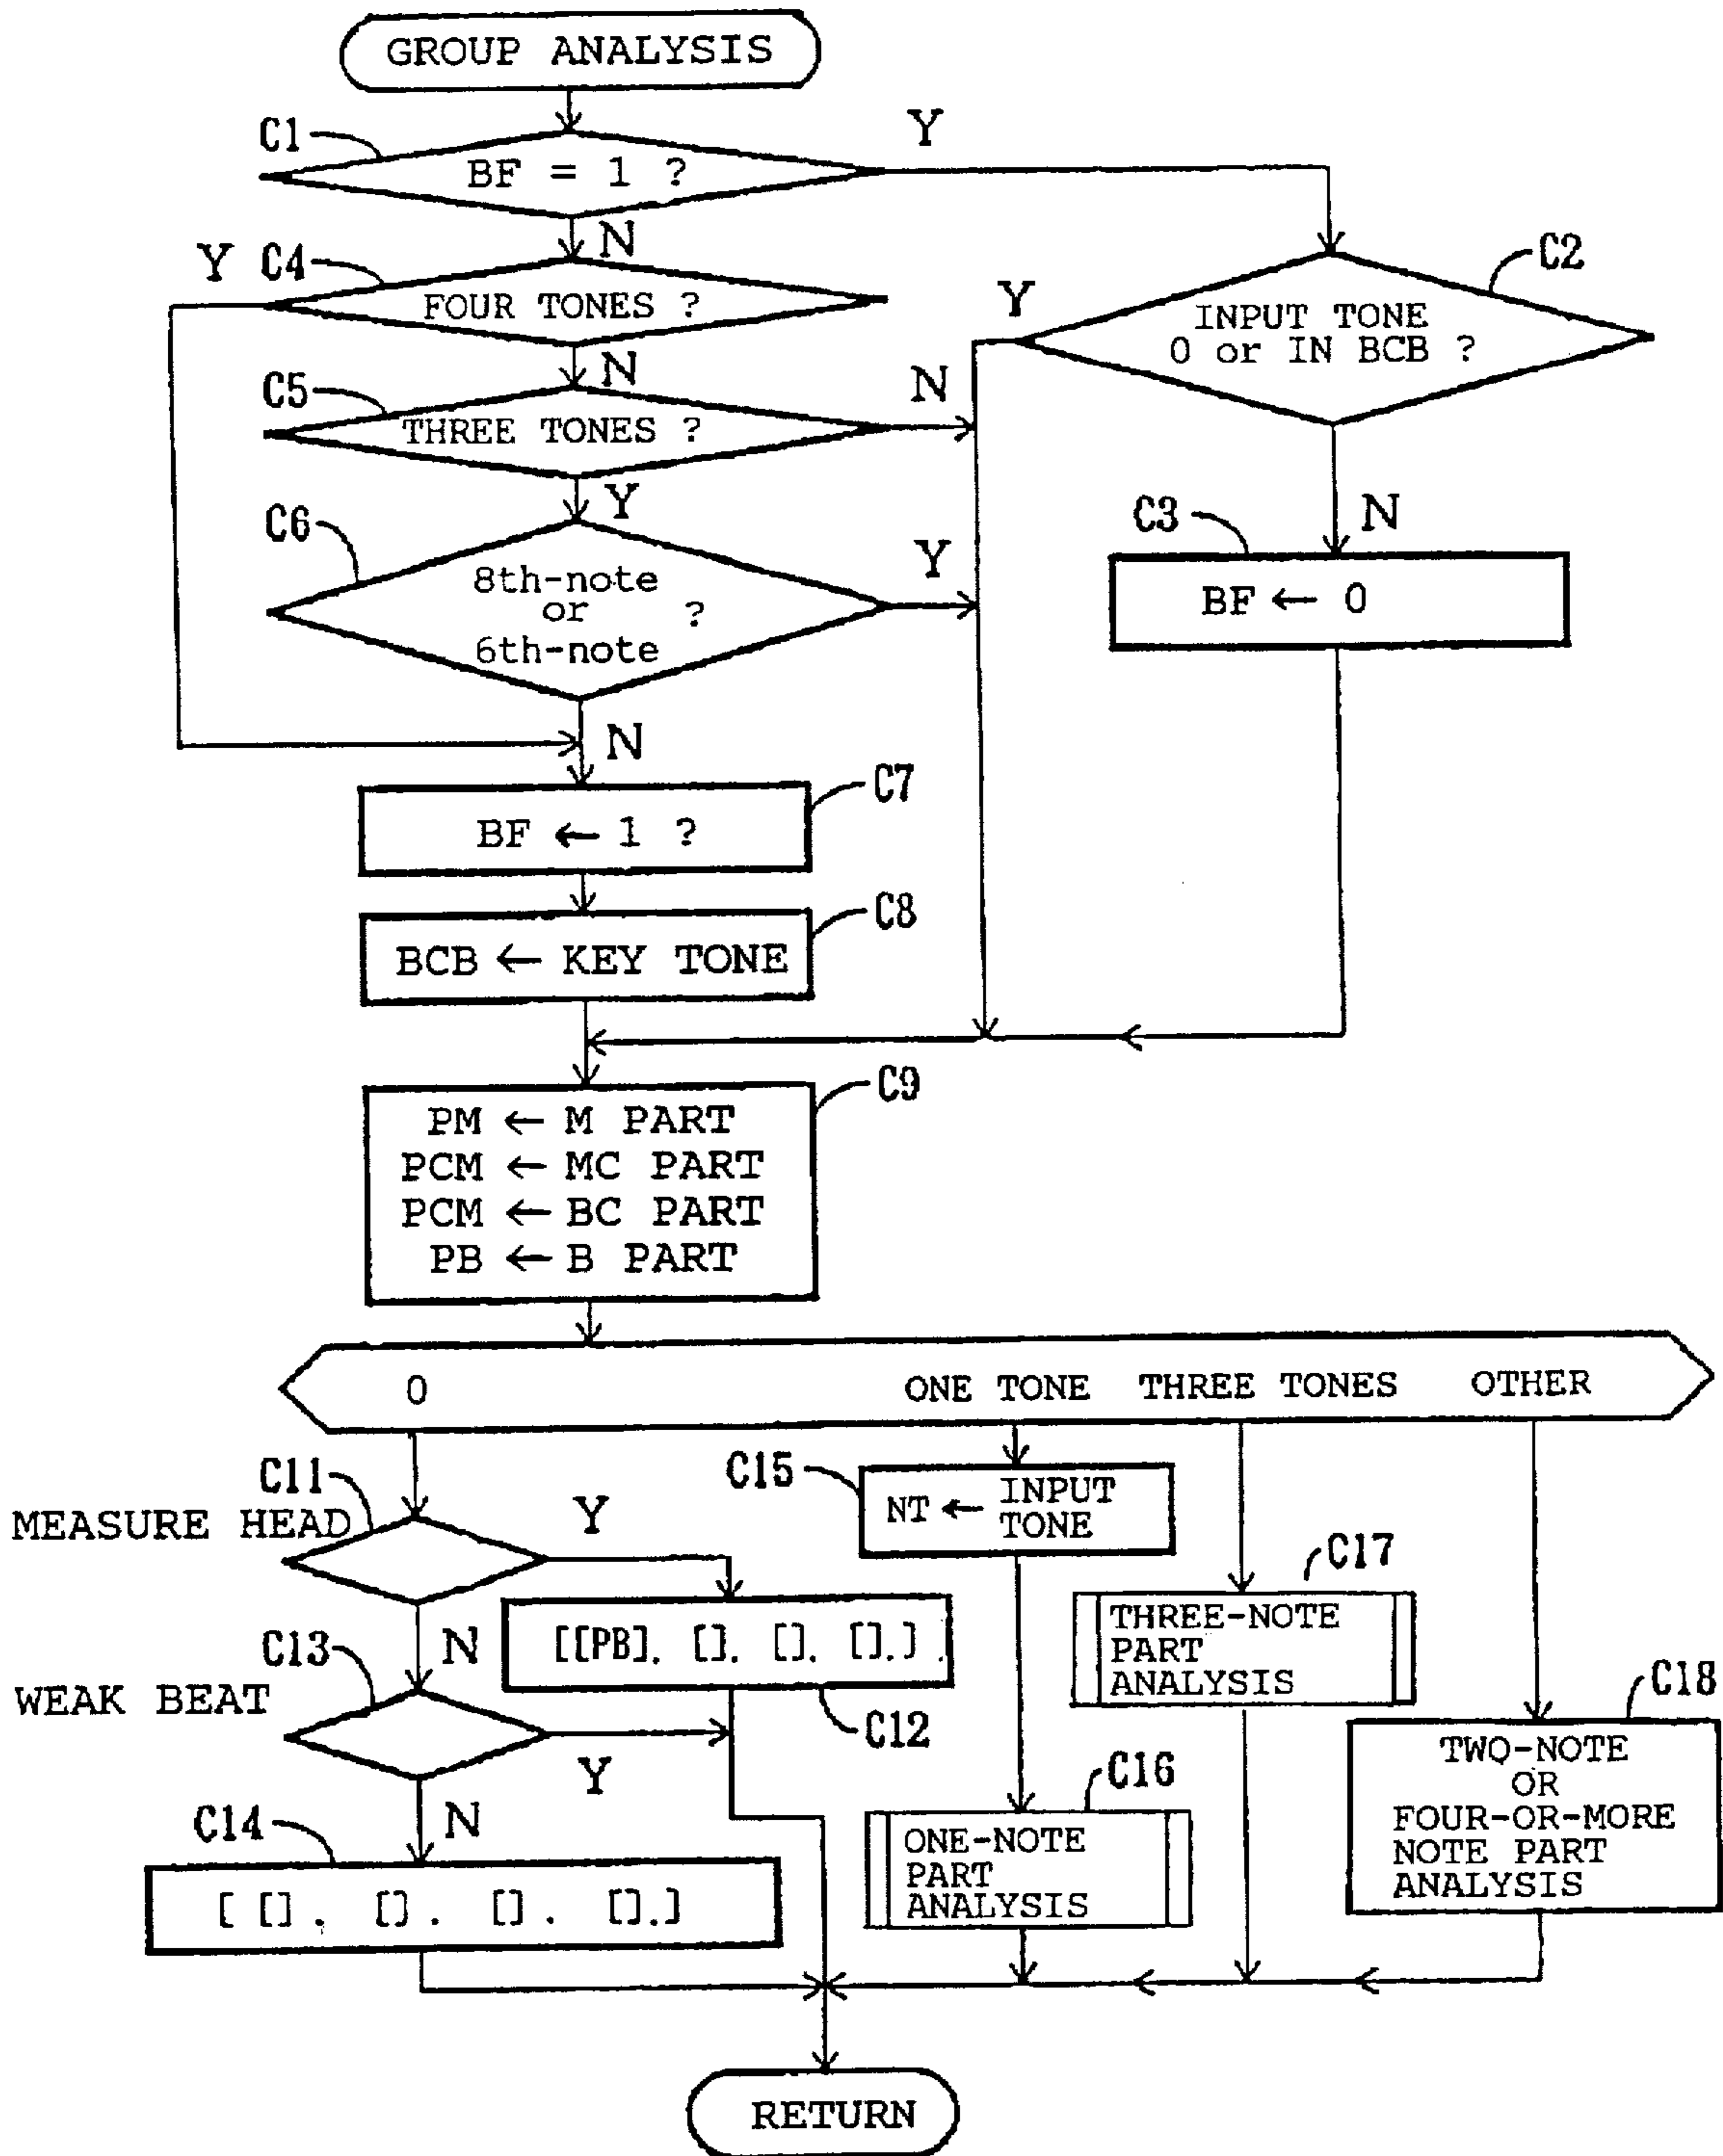 GROUP ANALYSIS
C1
BF = 1 ?
Y
N
Y
C4
FOUR TONES ?
N
C2
Y
INPUT TONE
0 or IN BCB ?
N
C5
THREE TONES ?
N
Y
C6
8th-note
or ?
6th-note
Y
N
C3
BF ← 0
C7
BF ← 1 ?
C8
BCB ← KEY TONE
C9
PM ← M PART
PCM ← MC PART
PCM ← BC PART
PB ← B PART
0 ONE TONE THREE TONES OTHER
C11
MEASURE HEAD
Y
N
[[PB], [], [], [],]
C12
C13
WEAK BEAT
Y
N
C14
[ [], [], [], [],]
C15
NT ← INPUT
TONE
C16
ONE-NOTE
PART
ANALYSIS
C17
THREE-NOTE
PART
ANALYSIS
C18
TWO-NOTE
OR
FOUR-OR-MORE
NOTE PART
ANALYSIS
RETURN